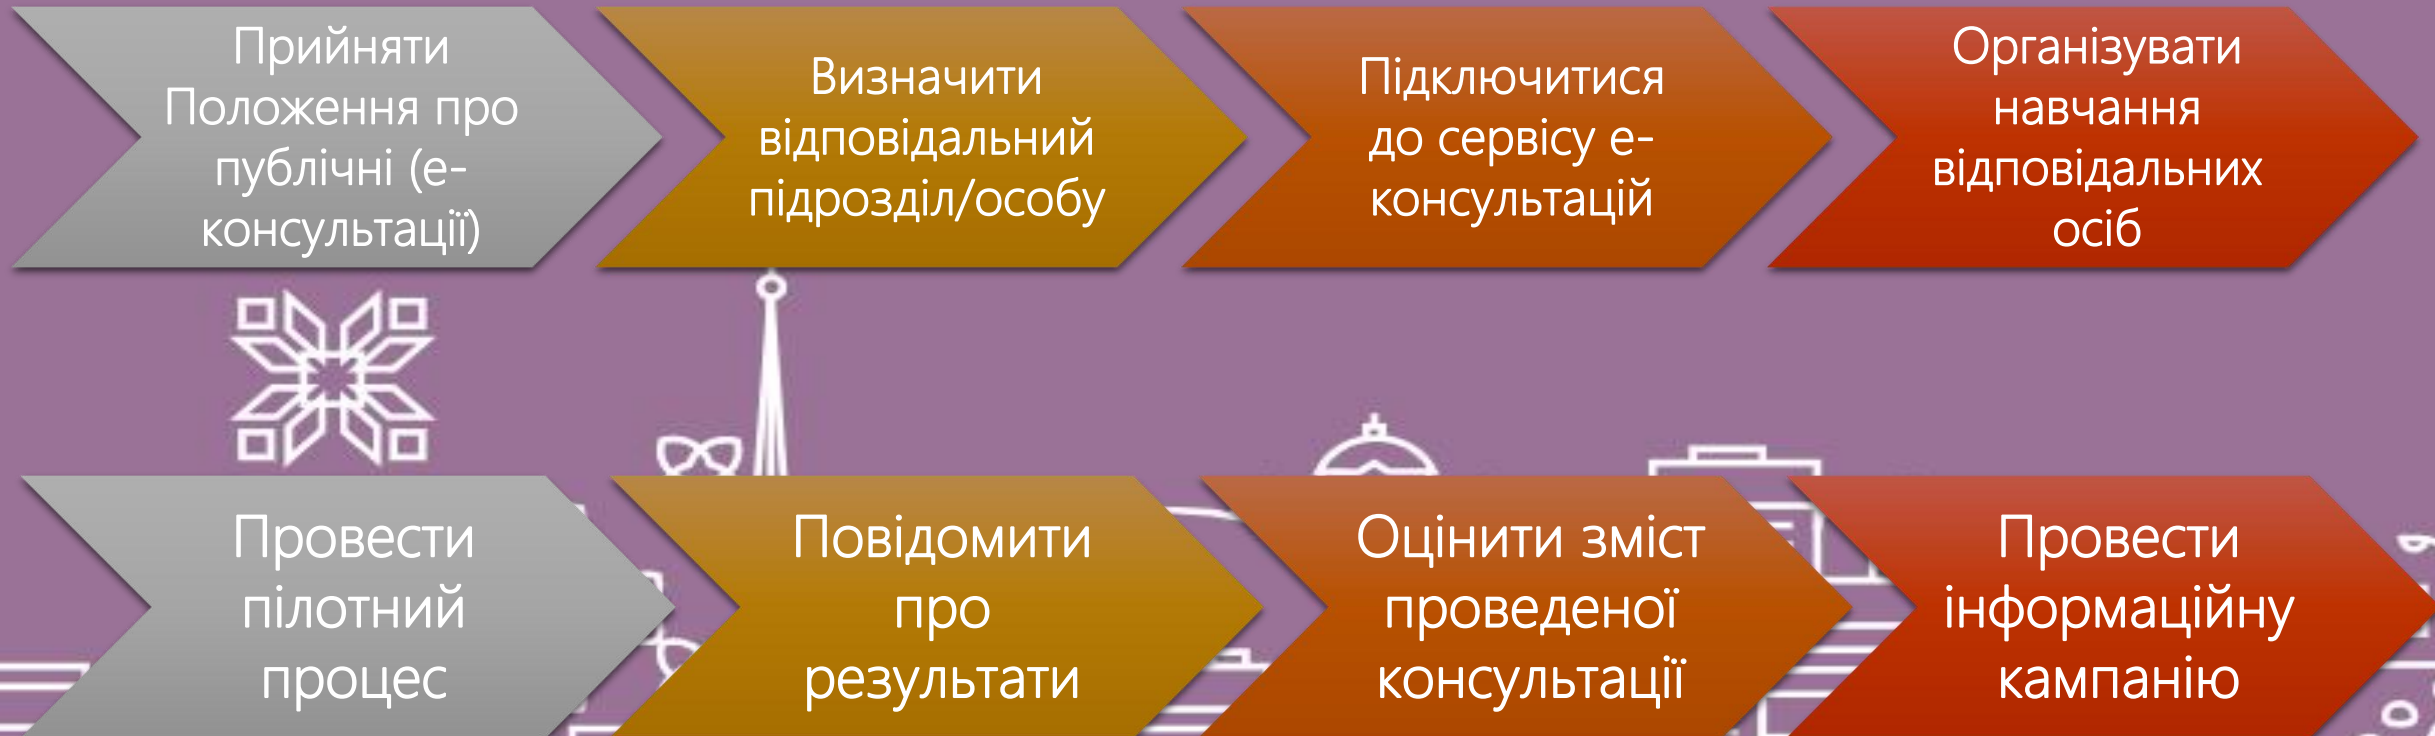 Прийняти
Положення про
публічні (е-
консультації)
Визначити
відповідальний
підрозділ/особу
Підключитися
до сервісу е-
консультацій
Організувати
навчання
відповідальних
осіб
Провести
пілотний
процес
Повідомити
про
результати
Оцінити зміст
проведеної
консультації
Провести
інформаційну
кампанію